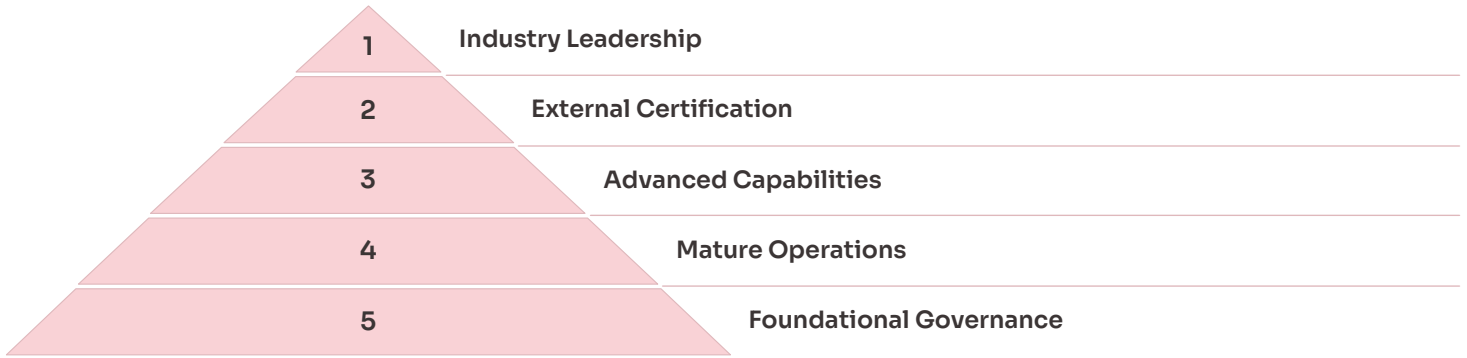 1 Industry Leadership
2 External Certification
3 Advanced Capabilities
4 Mature Operations
5 Foundational Governance